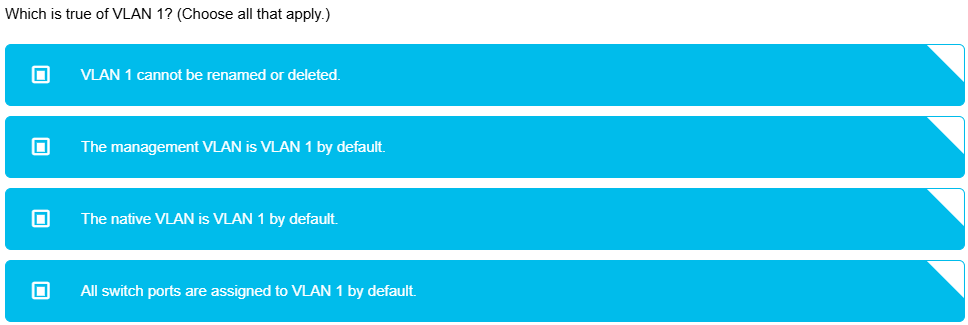 Which is true of VLAN 1? (Choose all that apply.)
VLAN 1 cannot be renamed or deleted.
The management VLAN is VLAN 1 by default.
The native VLAN is VLAN 1 by default.
All switch ports are assigned to VLAN 1 by default.